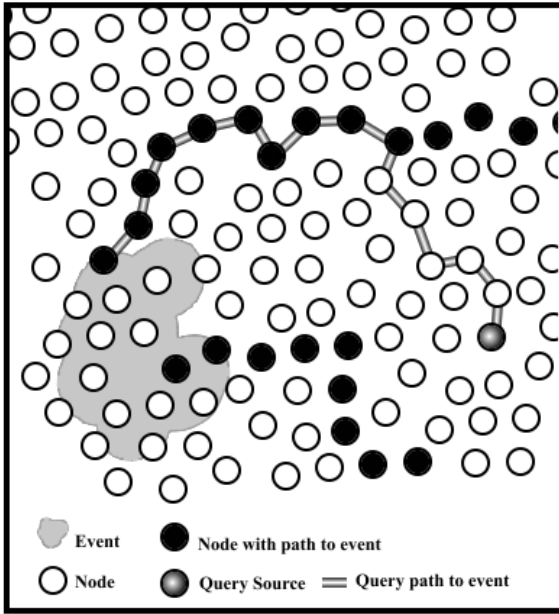 Event
Node with path to event
Node
Query Source
Query path to event